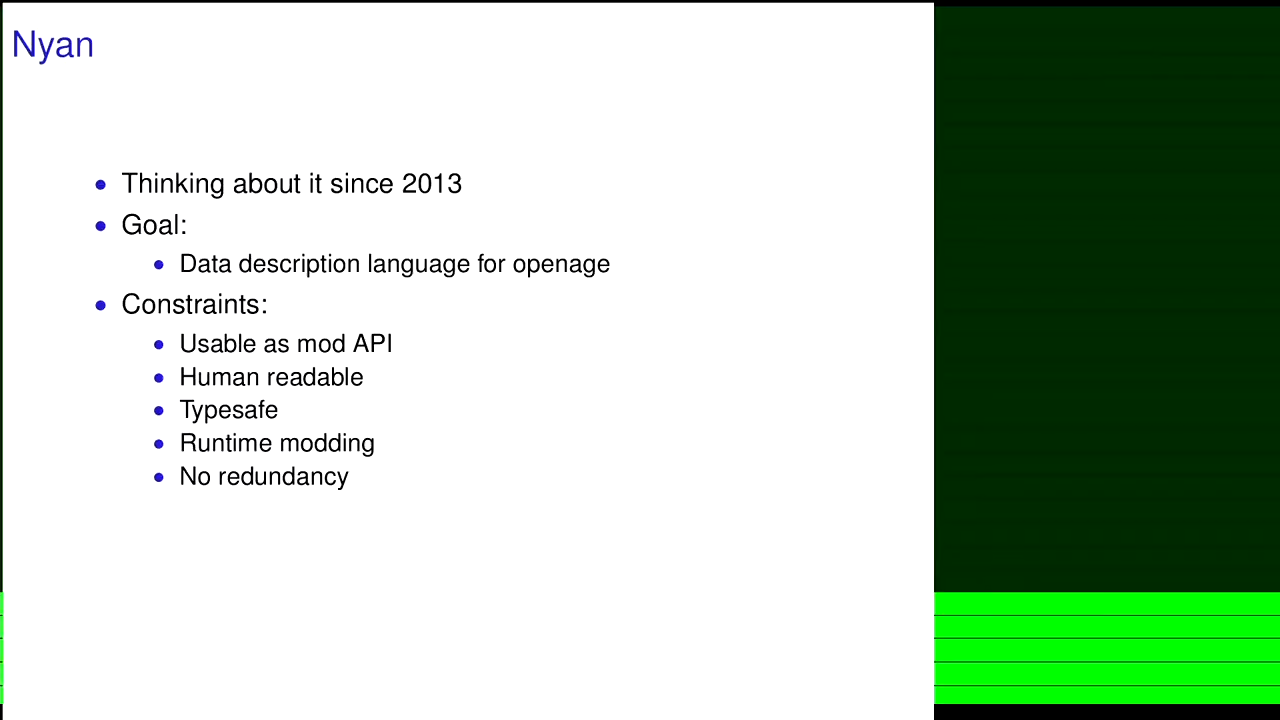 Nyan
Thinking about it since 2013
Goal:
Data description language for openage
Constraints:
Usable as mod API
Human readable
Typesafe
Runtime modding
No redundancy